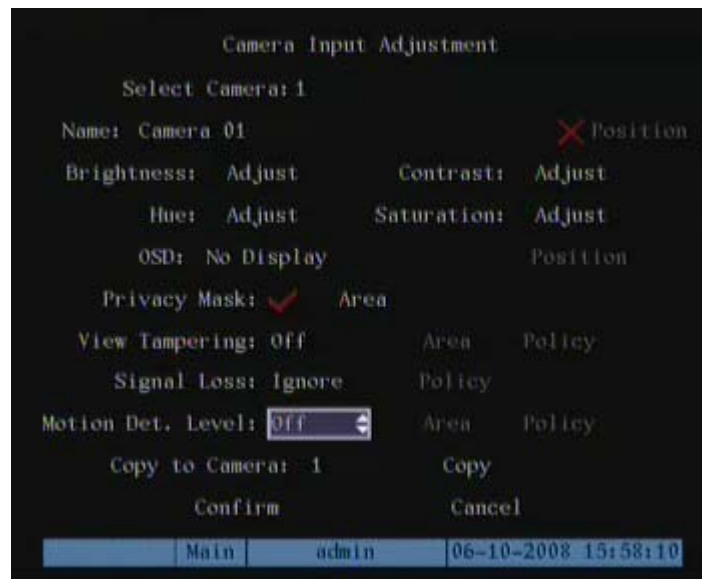 Camera Input Adjustment
Select Camera: 1
Name: Camera 01 Position
Brightness: Adjust Contrast: Adjust
Hue: Adjust Saturation: Adjust
OSD: No Display Position
Privacy Mask: Area
View Tampering: Off Area Policy
Signal Loss: Ignore Policy
Motion Det. Level: Off Area Policy
Copy to Camera: 1 Copy
Confirm Cancel
Main admin 06-10-2008 15:58:10